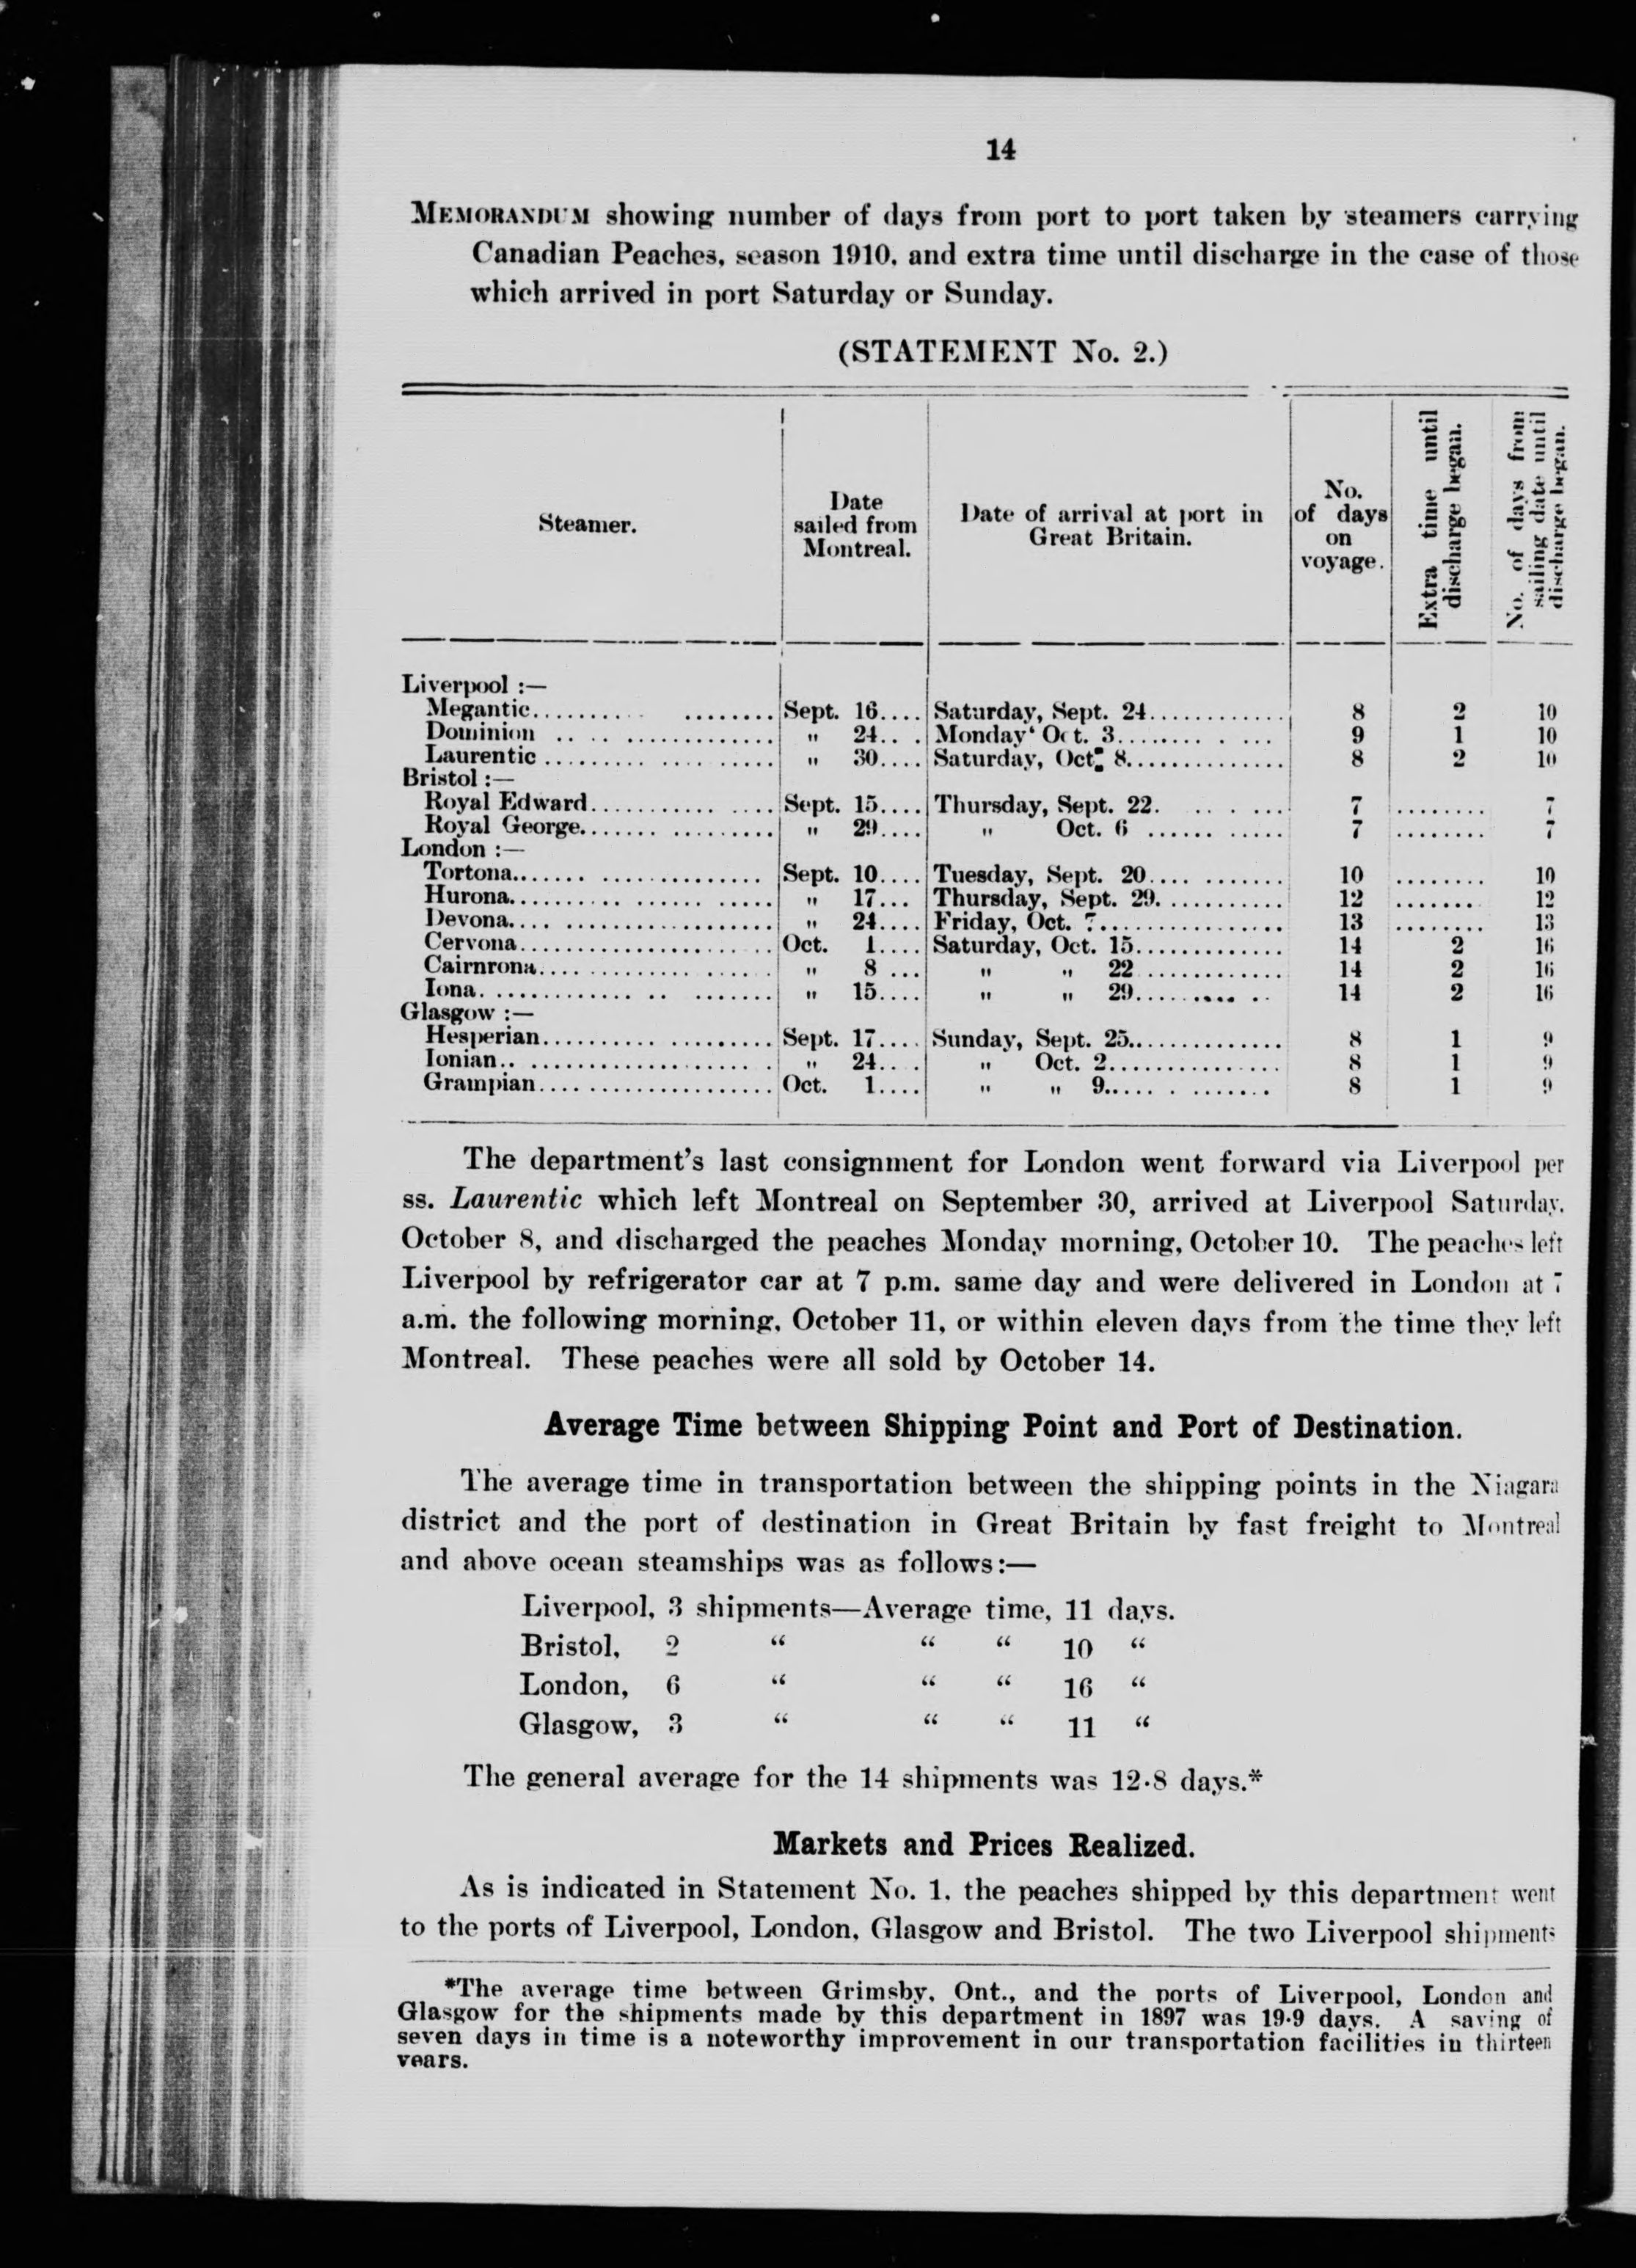 14
MEMORANDUM showing number of days from port to port taken by steamers carrying
Canadian Peaches, season 1910, and extra time until discharge in the case of those
which arrived in port Saturday or Sunday.
(STATEMENT No. 2.)
Steamer. Date sailed from Montreal. Date of arrival at port in Great Britain. No. of days on voyage. Extra time until discharge began. No. of days from sailing date until discharge began.
Liverpool :—
Megantic.......... ........ Sept. 16.... Saturday, Sept. 24............ 8 2 10
Dominion .................... " 24.... Monday' Oct. 3............ 9 1 10
Laurentic .................... " 30.... Saturday, Oct. 8.............. 8 2 10
Bristol :—
Royal Edward................ Sept. 15.... Thursday, Sept. 22......... 7 ........ 7
Royal George................. " 29.... " Oct. 6 ........... 7 ........ 7
London :—
Tortona..................... Sept. 10.... Tuesday, Sept. 20........... 10 ........ 10
Hurona...................... " 17... Thursday, Sept. 29........... 12 ....... 12
Devona...................... " 24.... Friday, Oct. 7................ 13 ........ 13
Cervona..................... Oct. 1.... Saturday, Oct. 15............. 14 2 16
Cairnrona................... " 8 ... " " 22 ............ 14 2 16
Iona........................ " 15.... " " 29........... 14 2 16
Glasgow :—
Hesperian................... Sept. 17.... Sunday, Sept. 25.............. 8 1 9
Ionian...................... " 24.... " Oct. 2............... 8 1 9
Grampian.................... Oct. 1.... " " 9............. 8 1 9
The department's last consignment for London went forward via Liverpool per
ss. Laurentic which left Montreal on September 30, arrived at Liverpool Saturday,
October 8, and discharged the peaches Monday morning, October 10. The peaches left
Liverpool by refrigerator car at 7 p.m. same day and were delivered in London at 7
a.m. the following morning, October 11, or within eleven days from the time they left
Montreal. These peaches were all sold by October 14.
Average Time between Shipping Point and Port of Destination.
The average time in transportation between the shipping points in the Niagara
district and the port of destination in Great Britain by fast freight to Montreal
and above ocean steamships was as follows:—
Liverpool, 3 shipments—Average time, 11 days.
Bristol, 2 “ “ “ 10 “
London, 6 “ “ “ 16 “
Glasgow, 3 “ “ “ 11 “
The general average for the 14 shipments was 12·8 days.*
Markets and Prices Realized.
As is indicated in Statement No. 1, the peaches shipped by this department went
to the ports of Liverpool, London, Glasgow and Bristol. The two Liverpool shipments
*The average time between Grimsby, Ont., and the ports of Liverpool, London and
Glasgow for the shipments made by this department in 1897 was 19·9 days. A saving of
seven days in time is a noteworthy improvement in our transportation facilities in thirteen
years.